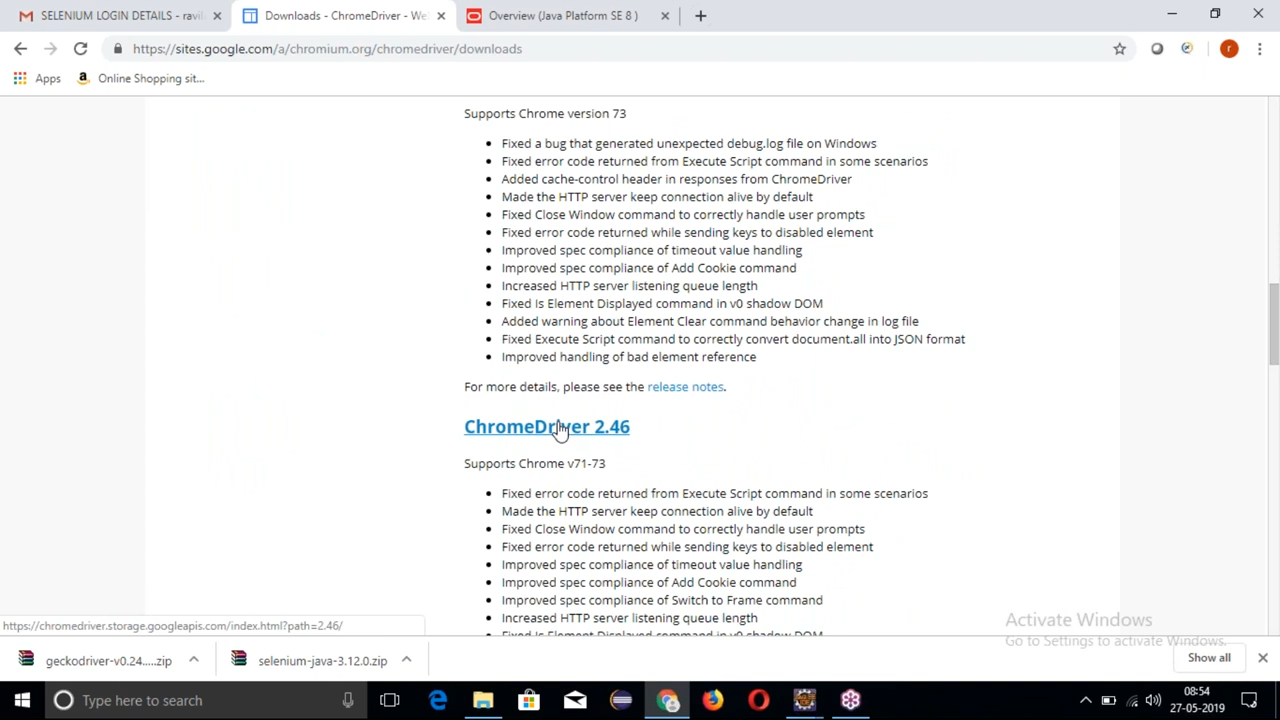 SELENIUM LOGIN DETAILS - ravil
Downloads - ChromeDriver - We
Overview (Java Platform SE 8 )
https://sites.google.com/a/chromium.org/chromedriver/downloads
r
Apps
Online Shopping sit...
Supports Chrome version 73
• Fixed a bug that generated unexpected debug.log file on Windows
• Fixed error code returned from Execute Script command in some scenarios
• Added cache-control header in responses from ChromeDriver
• Made the HTTP server keep connection alive by default
• Fixed Close Window command to correctly handle user prompts
• Fixed error code returned while sending keys to disabled element
• Improved spec compliance of timeout value handling
• Improved spec compliance of Add Cookie command
• Increased HTTP server listening queue length
• Fixed Is Element Displayed command in v0 shadow DOM
• Added warning about Element Clear command behavior change in log file
• Fixed Execute Script command to correctly convert document.all into JSON format
• Improved handling of bad element reference
For more details, please see the release notes.
ChromeDriver 2.46
Supports Chrome v71-73
• Fixed error code returned from Execute Script command in some scenarios
• Made the HTTP server keep connection alive by default
• Fixed Close Window command to correctly handle user prompts
• Fixed error code returned while sending keys to disabled element
• Improved spec compliance of timeout value handling
• Improved spec compliance of Add Cookie command
• Improved spec compliance of Switch to Frame command
• Increased HTTP server listening queue length
• Fixed Is Element Displayed command in v0 shadow DOM
https://chromedriver.storage.googleapis.com/index.html?path=2.46/
Activate Windows
Go to Settings to activate Windows.
geckodriver-v0.24.....zip
selenium-java-3.12.0.zip
Show all
Type here to search
08:54
27-05-2019